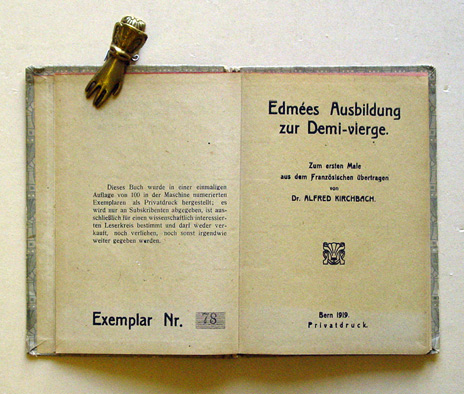 Dieses Buch wurde in einer einmaligen
Auflage von 100 in der Maschine numerierten
Exemplaren als Privatdruck hergestellt; es
wird nur an Subskribenten abgegeben, ist aus-
schließlich für einen wissenschaftlich interessier-
ten Leserkreis bestimmt und darf weder ver-
kauft, noch verliehen, noch sonst irgendwie
weiter gegeben werden.
Exemplar Nr. 78
Edmées Ausbildung
zur Demi-vierge.
Zum ersten Male
aus dem Französischen übertragen
von
Dr. ALFRED KIRCHBACH.
Bern 1919.
Privatdruck.